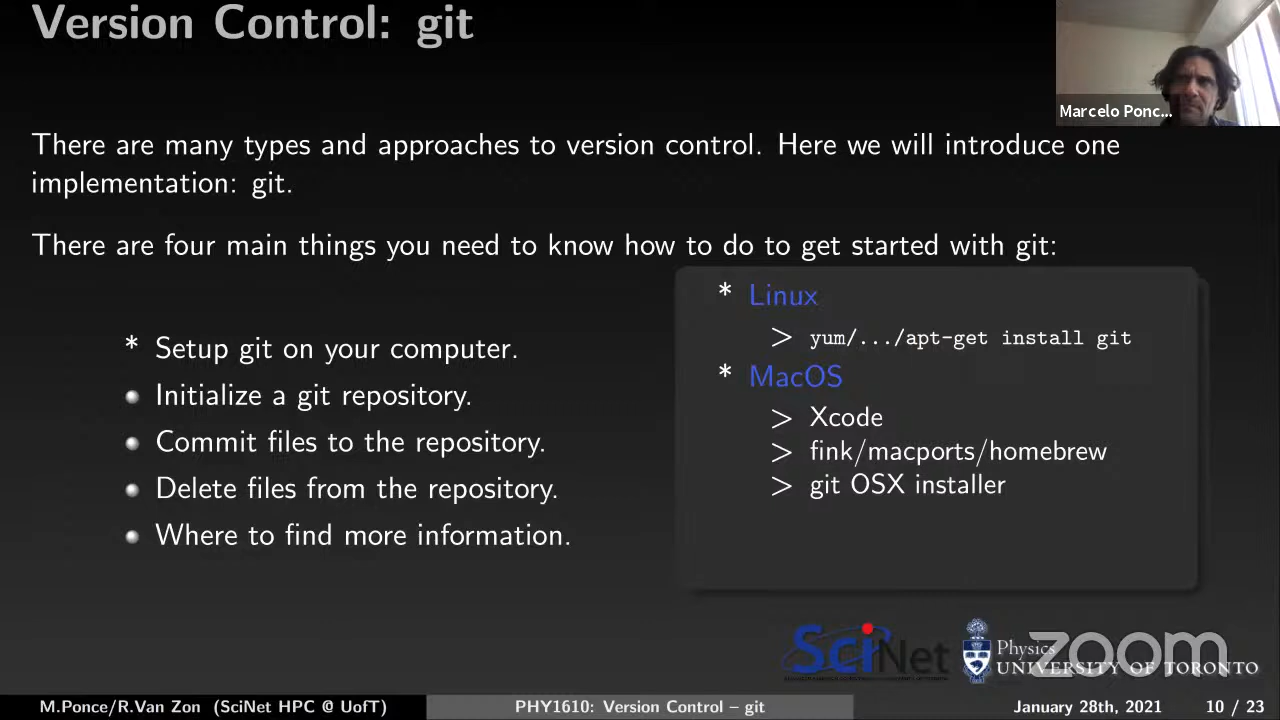 Version Control: git
Marcelo Ponc...
There are many types and approaches to version control. Here we will introduce one
implementation: git.
There are four main things you need to know how to do to get started with git:
* Setup git on your computer.
Initialize a git repository.
Commit files to the repository.
Delete files from the repository.
Where to find more information.
* Linux
> yum/.../apt-get install git
* MacOS
> Xcode
> fink/macports/homebrew
> git OSX installer
SciNet
Physics
UNIVERSITY OF TORONTO
zoom
M.Ponce/R.Van Zon (SciNet HPC @ UofT)
PHY1610: Version Control – git
January 28th, 2021
10 / 23